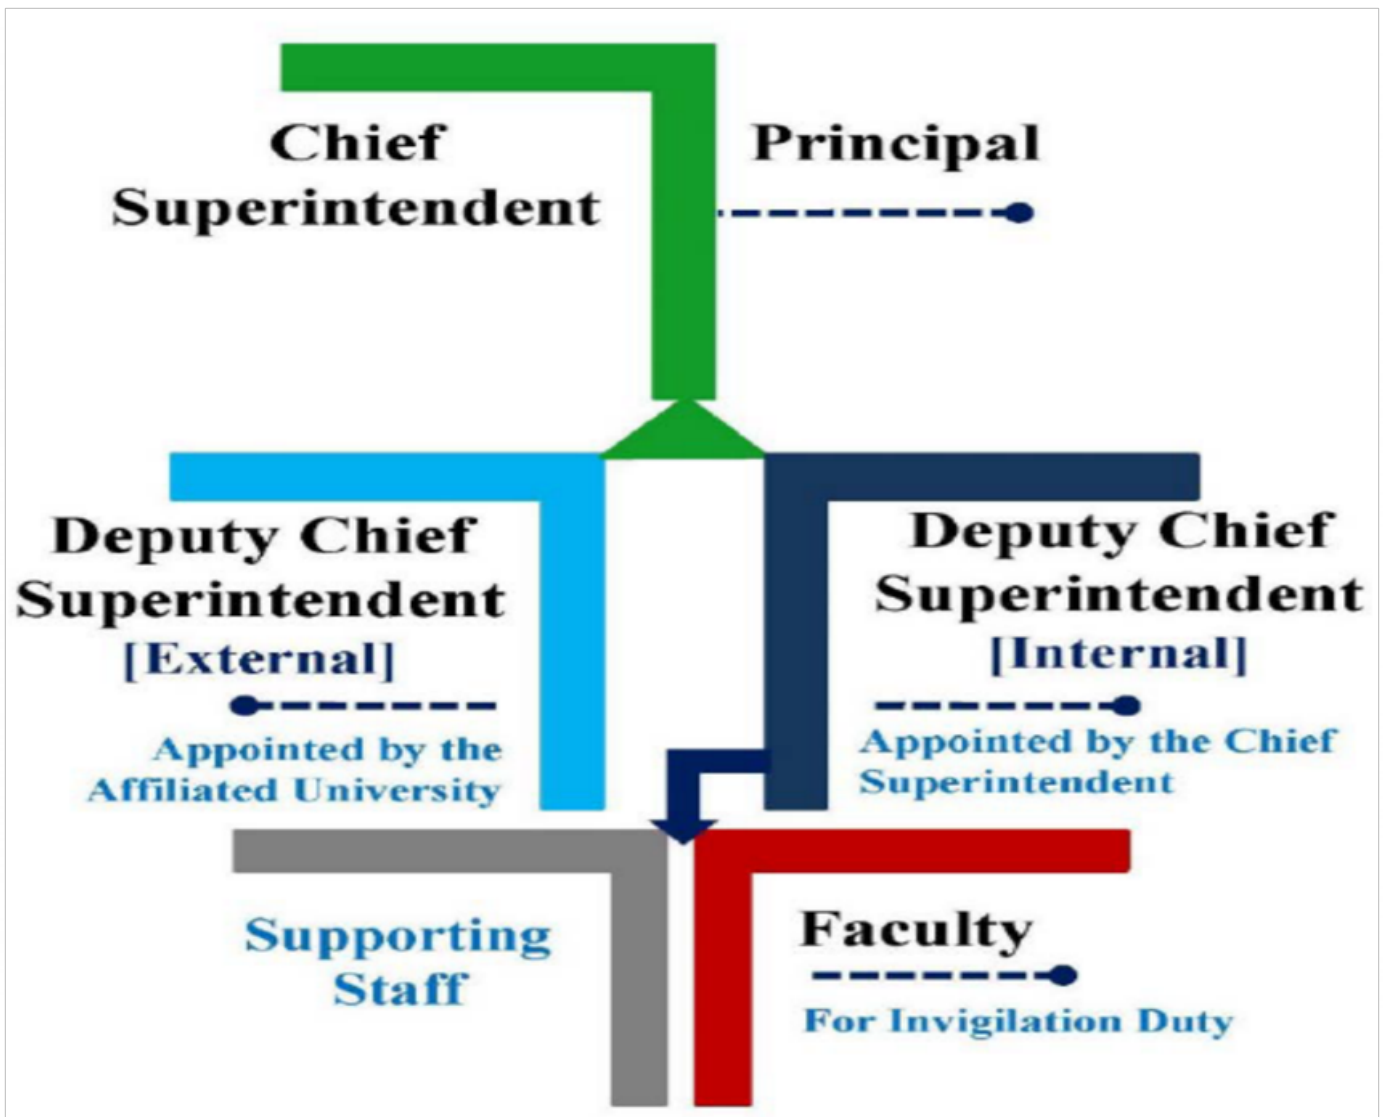 Chief
Superintendent
Principal
Deputy Chief
Superintendent
[External]
Appointed by the
Affiliated University
Deputy Chief
Superintendent
[Internal]
Appointed by the Chief
Superintendent
Supporting
Staff
Faculty
For Invigilation Duty